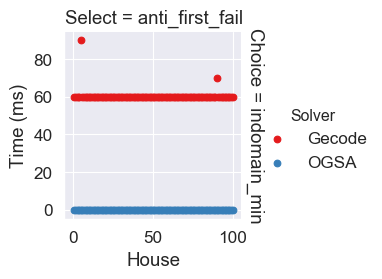 Select = anti_first_fail
Choice = indomain_min
Time (ms)
80
60
40
20
0
0 50 100
House
Solver
Gecode
OGSA